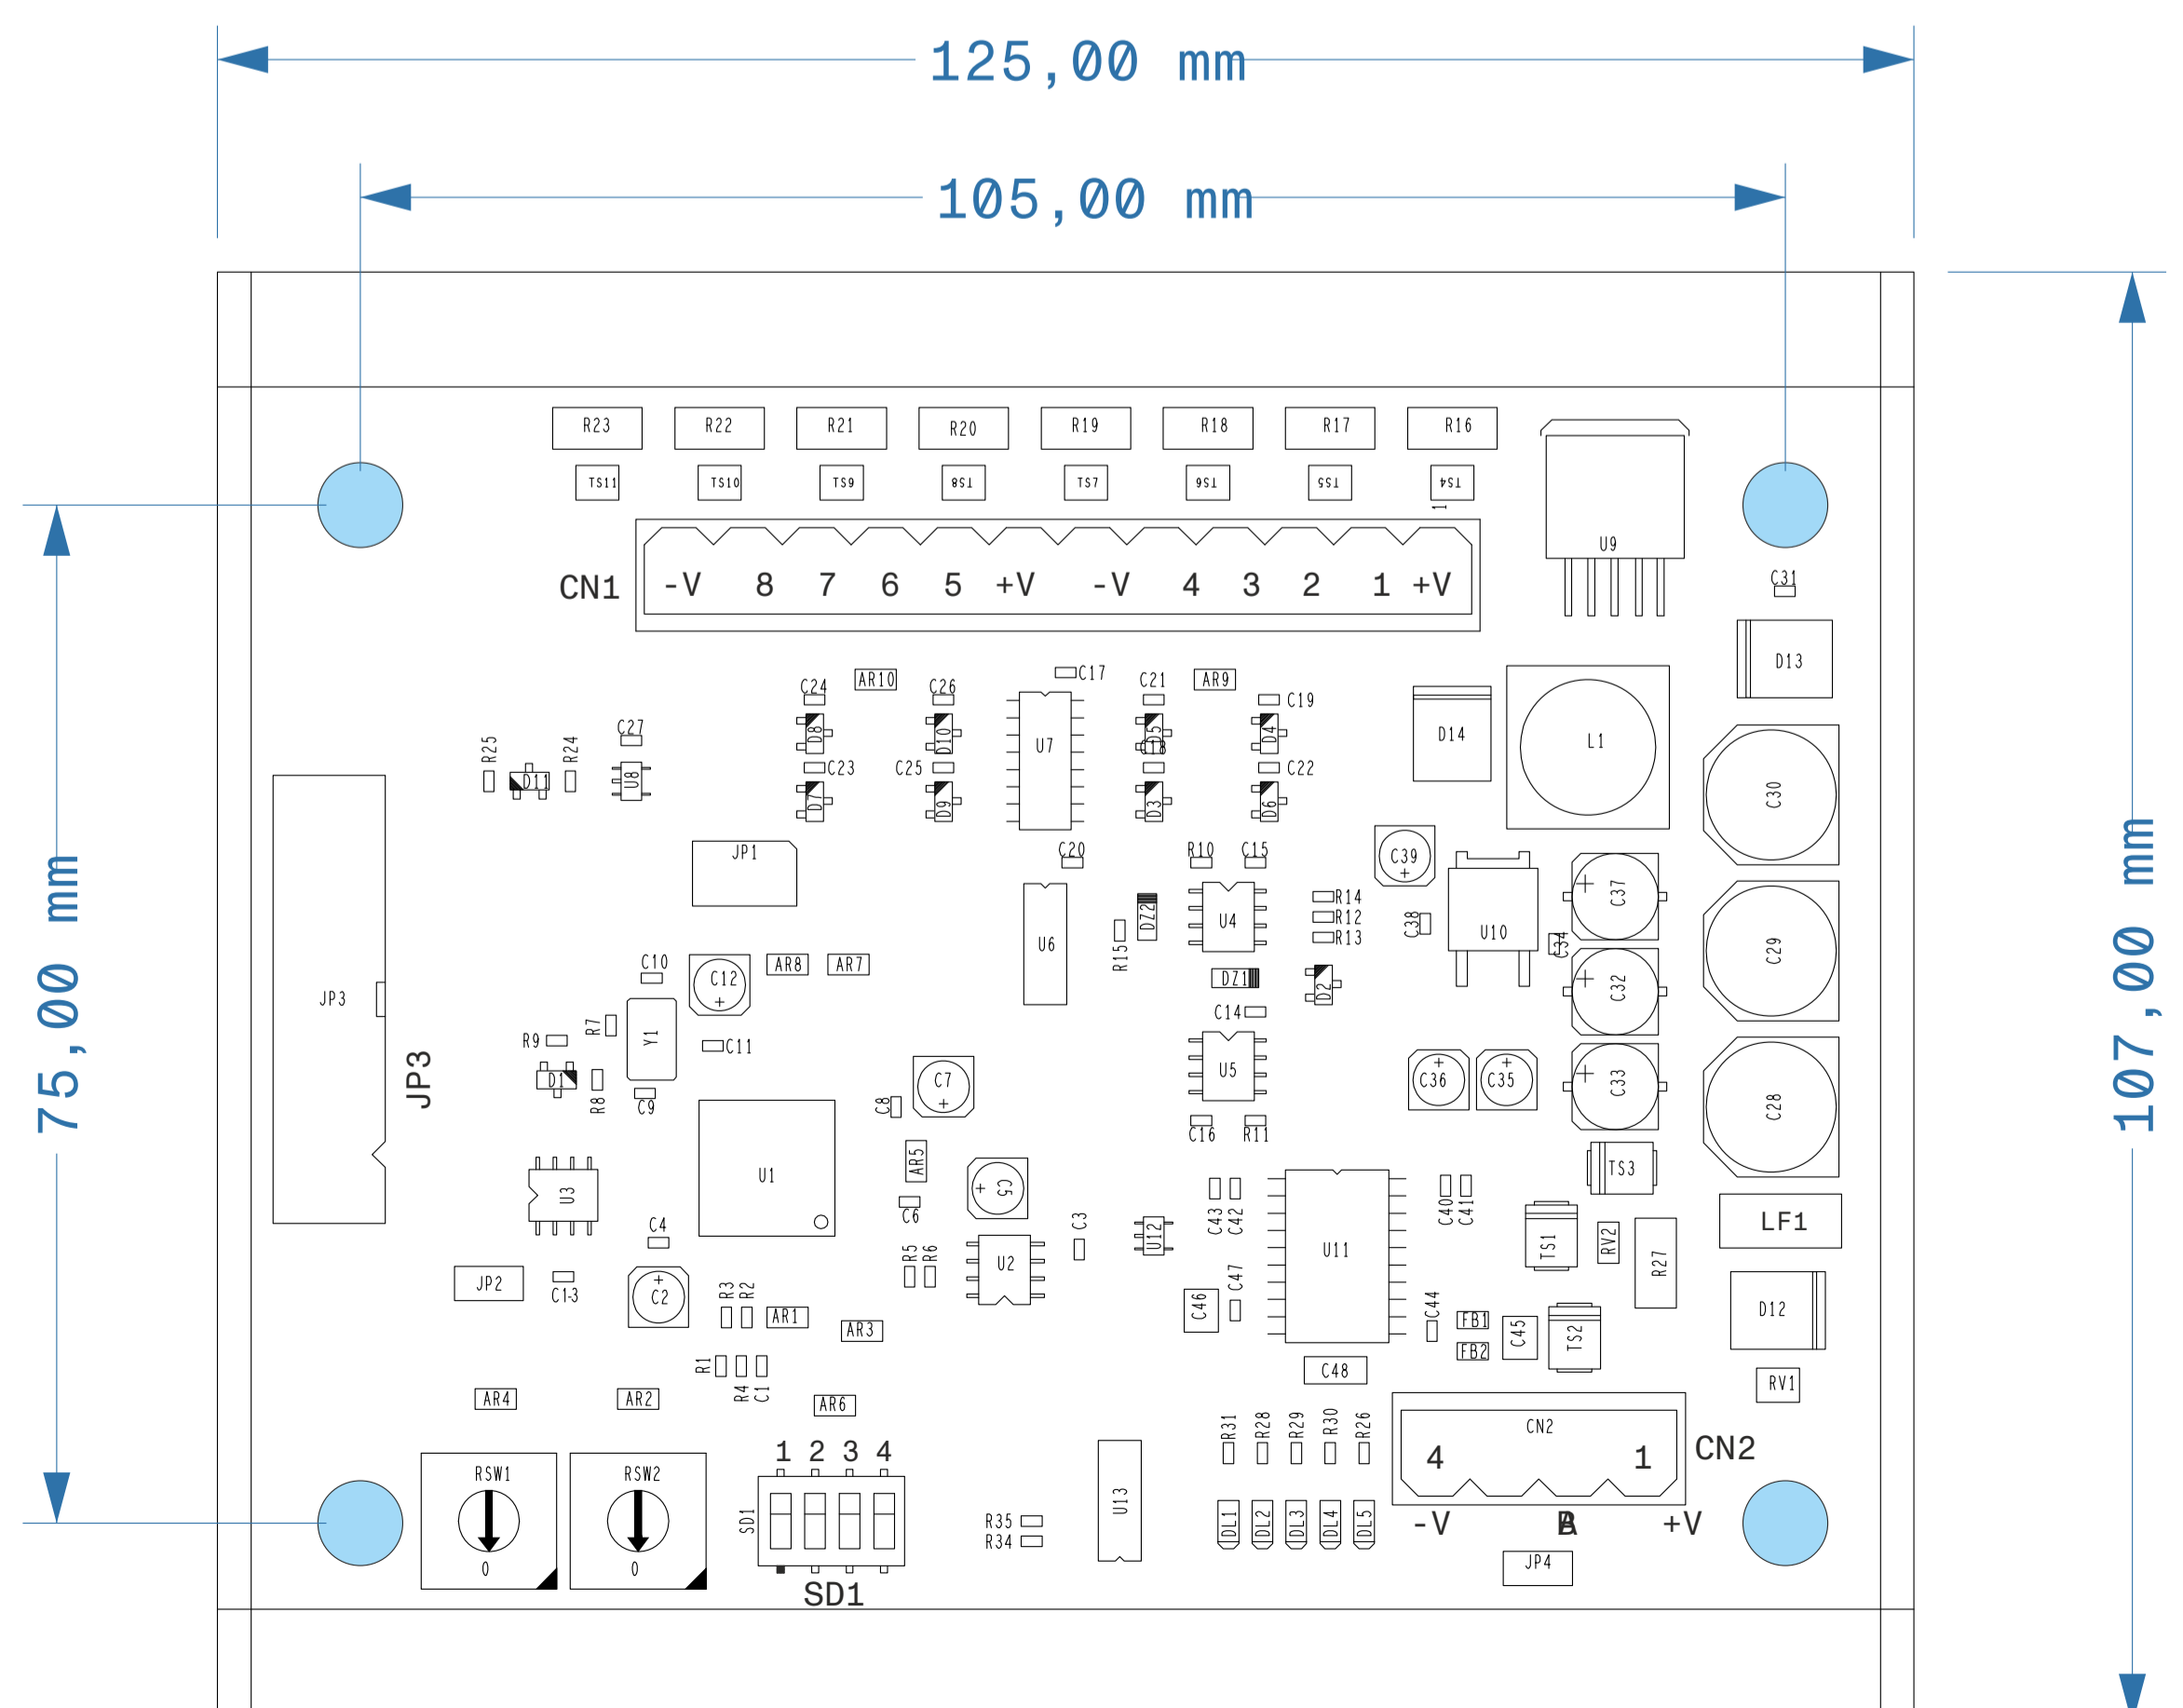 125,00 mm
105,00 mm
R23 R22 R21 R20 R19 R18 R17 R16
TS11 TS10 TS9 TS8 TS7 TS6 TS5 TS4
1
U9
CN1 -V 8 7 6 5 +V -V 4 3 2 1 +V
C31
D13
C24 AR10 C26 C17 C21 AR9 C19
R25 D11 R24 C27 U8 D8 D10 U7 D5 D4 D14 L1
C18
C23 C25 C22
D7 D9 D3 D6 C30
75,00 mm
107,00 mm
JP1 C20 R10 C15 C39
R14 C37
DZ2 U4 R12 C38 U10
U6 R15 R13 C34 C29
C10 C12 AR8 AR7 DZ1 D2 C32
JP3
JP3
R9 R7 Y1 C11 C14
D1 R8 C9 C8 C7 U5 C36 C35 C33 C28
C16 R11
AR5 TS3
U3 U1 C5
C4 C6 C3 U12 C43 C42 U11 C40 C41 LF1
R5 R6 U2 TS1 RV2 R27
JP2 C1-3 C2 R3 R2 AR1 AR3 C46 C47 C44 FB1 C45 TS2 D12
FB2
R1 R4 C1 C48 RV1
AR4 AR2 AR6
R31 R28 R29 R30 R26 CN2
1 2 3 4 4 1 CN2
RSW1 RSW2
SD1 U13
R35 DL1 DL2 DL3 DL4 DL5 -V B A +V
R34
0 0 JP4
SD1